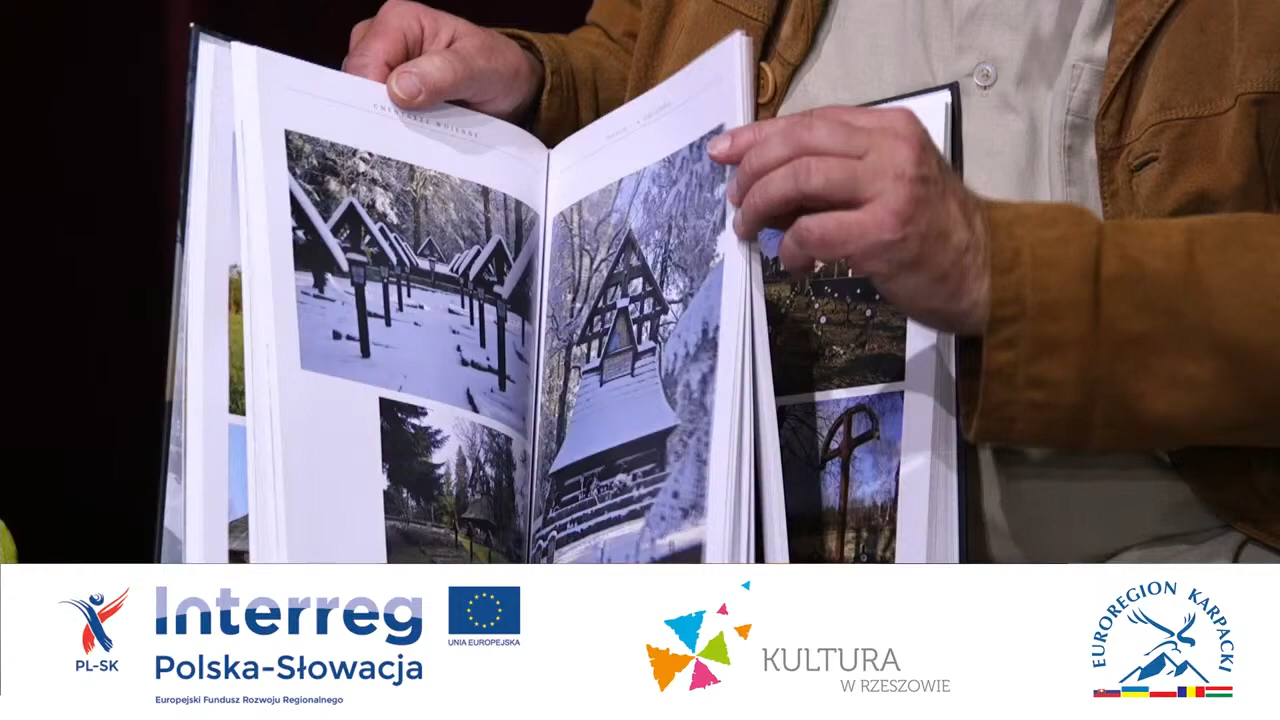 CMENTARZE WOJENNE
PL-SK
Interreg
Polska-Słowacja
Europejski Fundusz Rozwoju Regionalnego
UNIA EUROPEJSKA
KULTURA
W RZESZOWIE
EUROREGION KARPACKI